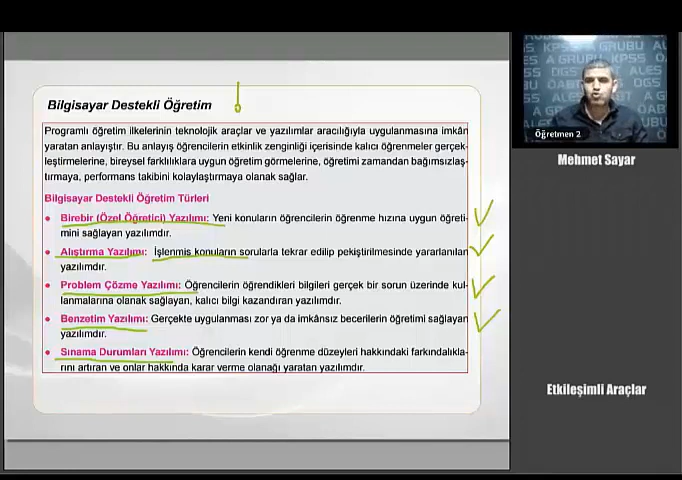 Bilgisayar Destekli Öğretim
Programlı öğretim ilkelerinin teknolojik araçlar ve yazılımlar aracılığıyla uygulanmasına imkân
yaratan anlayıştır. Bu anlayış öğrencilerin etkinlik zenginliği içerisinde kalıcı öğrenmeler gerçek-
leştirmelerine, bireysel farklılıklara uygun öğretim görmelerine, öğretimi zamandan bağımsızlaş-
tırmaya, performans takibini kolaylaştırmaya olanak sağlar.
Bilgisayar Destekli Öğretim Türleri
• Birebir (Özel Öğretici) Yazılımı: Yeni konuların öğrencilerin öğrenme hızına uygun öğreti-
mini sağlayan yazılımdır.
• Alıştırma Yazılımı: İşlenmiş konuların sorularla tekrar edilip pekiştirilmesinde yararlanılan
yazılımdır.
• Problem Çözme Yazılımı: Öğrencilerin öğrendikleri bilgileri gerçek bir sorun üzerinde kul-
lanmalarına olanak sağlayan, kalıcı bilgi kazandıran yazılımdır.
• Benzetim Yazılımı: Gerçekte uygulanması zor ya da imkânsız becerilerin öğretimi sağlayan
yazılımdır.
• Sınama Durumları Yazılımı: Öğrencilerin kendi öğrenme düzeyleri hakkındaki farkındalıkla-
rını artıran ve onlar hakkında karar verme olanağı yaratan yazılımdır.
A GRUBU
KPSS
DGS
ALES
Öğretmen 2
Mehmet Sayar
Etkileşimli Araçlar